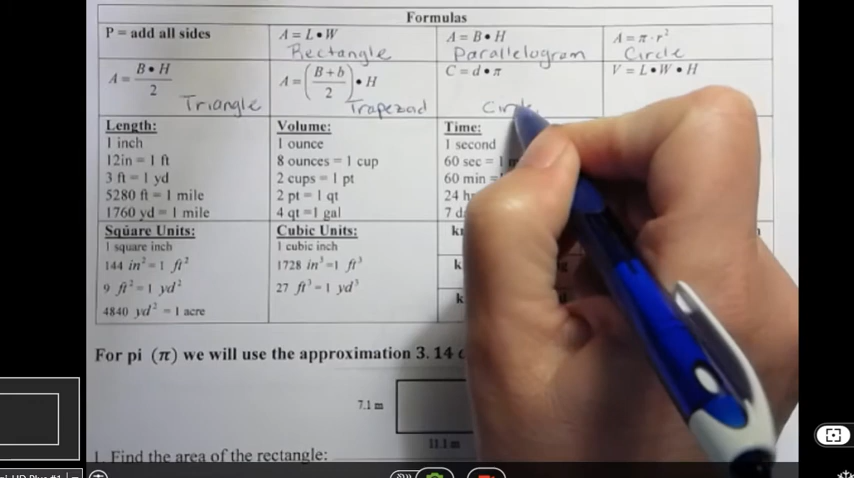 Formulas
P = add all sides
A = L•W
Rectangle
A = B•H
Parallelogram
A = π·r²
Circle
A = B•H / 2
Triangle
A = (B + b / 2) • H
Trapezoid
C = d•π
V = L•W•H
Length:
1 inch
12in = 1 ft
3 ft = 1 yd
5280 ft = 1 mile
1760 yd = 1 mile
Volume:
1 ounce
8 ounces = 1 cup
2 cups = 1 pt
2 pt = 1 qt
4 qt =1 gal
Time:
1 second
60 sec = 1
60 min =
24
7
Square Units:
1 square inch
144 in² = 1 ft²
9 ft² = 1 yd²
4840 yd² = 1 acre
Cubic Units:
1 cubic inch
1728 in³ =1 ft³
27 ft³ = 1 yd³
For pi (π) we will use the approximation 3.14
7.1 m
11.1 m
1. Find the area of the rectangle: